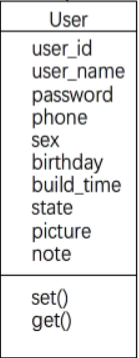 User
user_id
user_name
password
phone
sex
birthday
build_time
state
picture
note
set()
get()